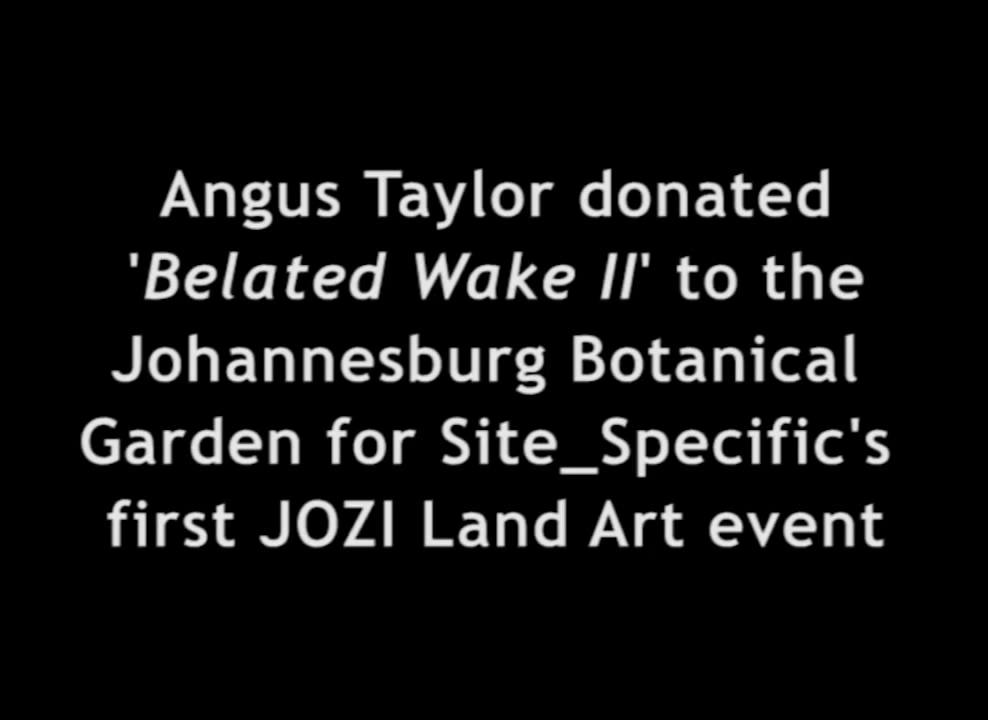 Angus Taylor donated
'Belated Wake II' to the
Johannesburg Botanical
Garden for Site_Specific's
first JOZI Land Art event